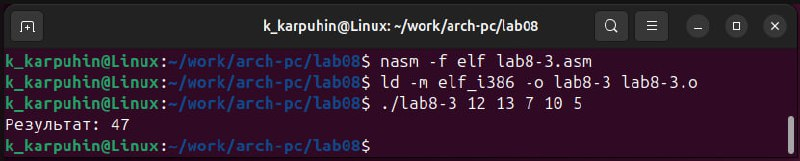 k_karpuhin@Linux: ~/work/arch-pc/lab08
k_karpuhin@Linux:~/work/arch-pc/lab08$ nasm -f elf lab8-3.asm
k_karpuhin@Linux:~/work/arch-pc/lab08$ ld -m elf_i386 -o lab8-3 lab8-3.o
k_karpuhin@Linux:~/work/arch-pc/lab08$ ./lab8-3 12 13 7 10 5
Результат: 47
k_karpuhin@Linux:~/work/arch-pc/lab08$